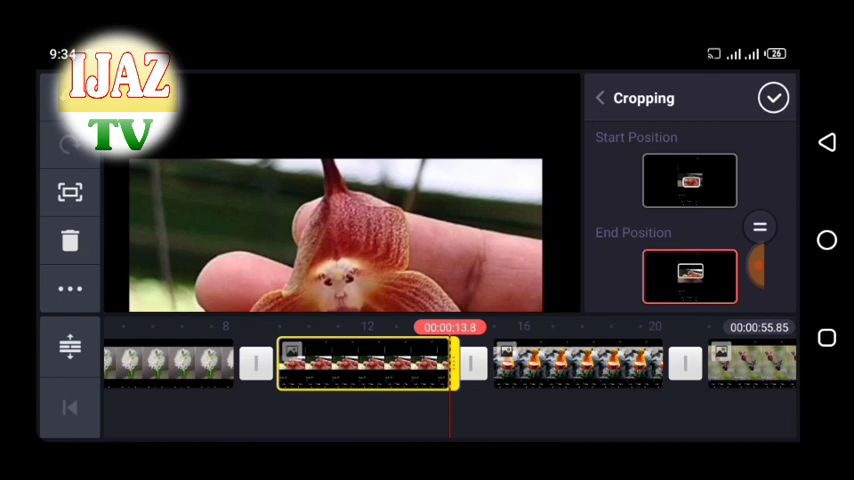 9:34
26
IJAZ
TV
Cropping
Start Position
End Position
8
12
00:00:13.8
16
20
00:00:55.85